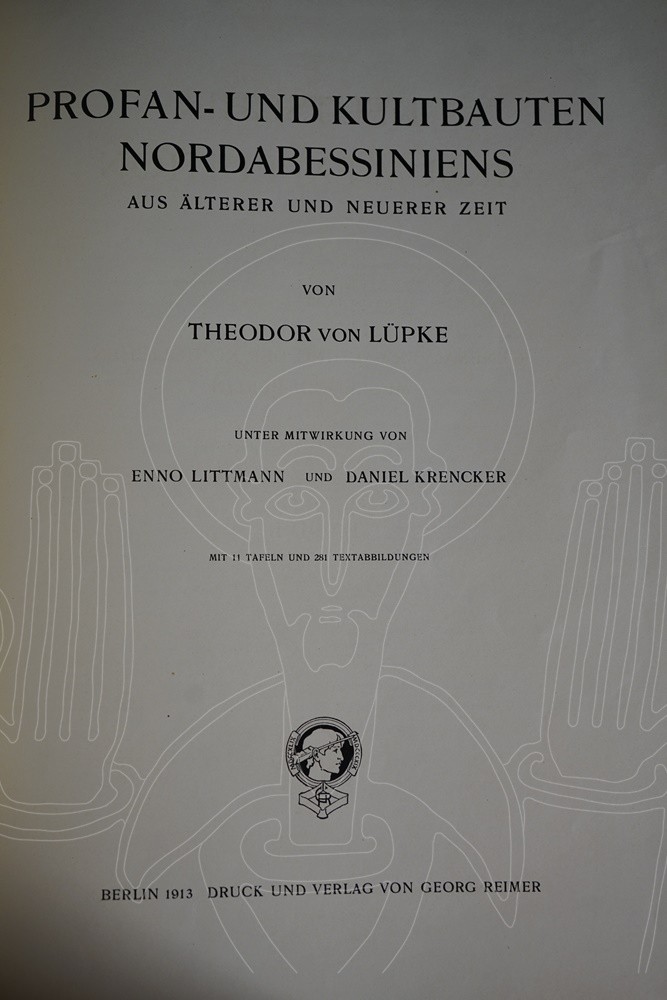 PROFAN- UND KULTBAUTEN
NORDABESSINIENS
AUS ÄLTERER UND NEUERER ZEIT
VON
THEODOR VON LÜPKE
UNTER MITWIRKUNG VON
ENNO LITTMANN UND DANIEL KRENCKER
MIT 11 TAFELN UND 281 TEXTABBILDUNGEN
BERLIN 1913 DRUCK UND VERLAG VON GEORG REIMER